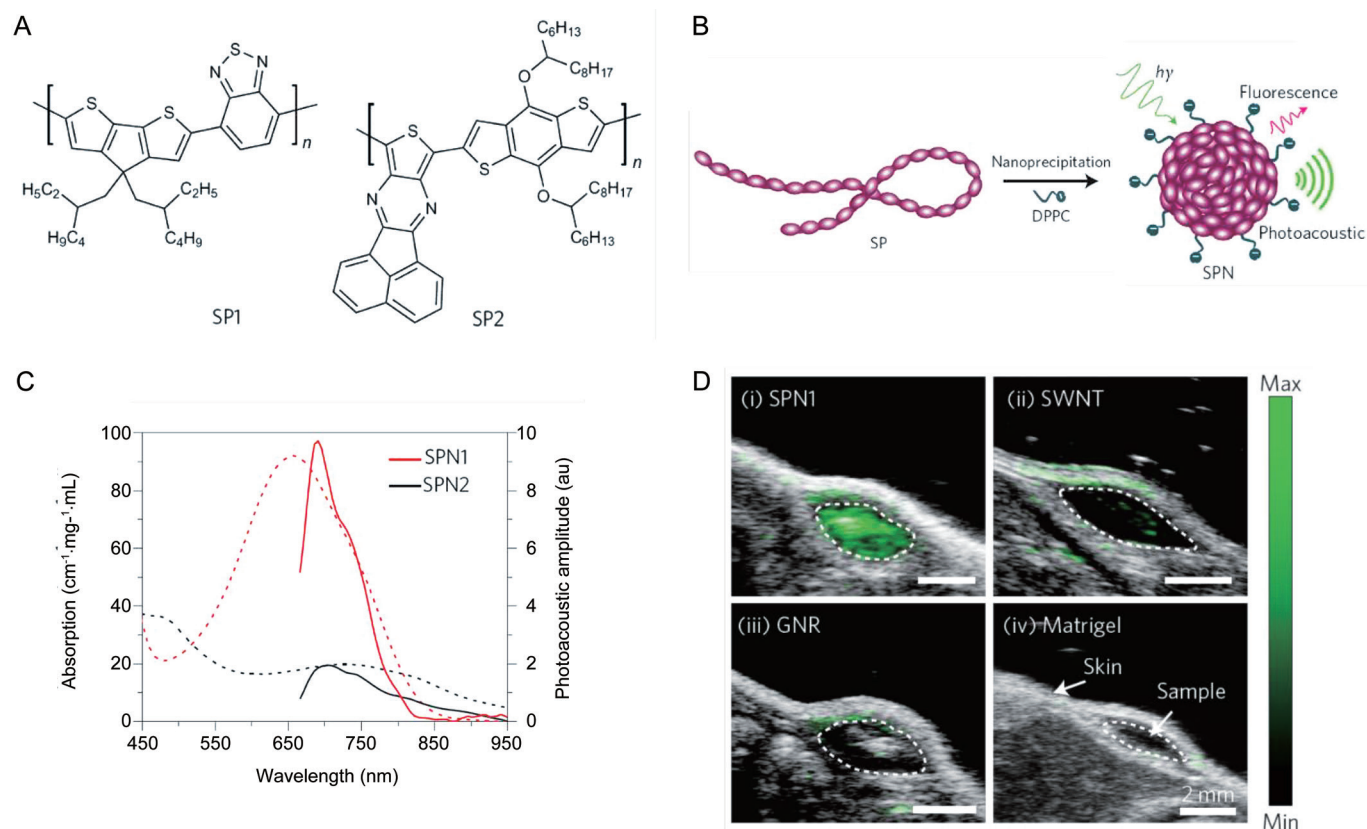 A
S
N
N
S
S
n
H5C2
C2H5
H9C4
C4H9
SP1
C6H13
C8H17
O
S
S
S
n
N
N
O
C8H17
C6H13
SP2
B
hγ
Fluorescence
Nanoprecipitation
DPPC
SP
Photoacoustic
SPN
C
100
80
60
40
20
0
10
8
6
4
2
0
450
550
650
750
850
950
SPN1
SPN2
Absorption (cm-1·mg-1·mL)
Photoacoustic amplitude (au)
Wavelength (nm)
D
(i) SPN1
(ii) SWNT
(iii) GNR
(iv) Matrigel
Skin
Sample
2 mm
Max
Min